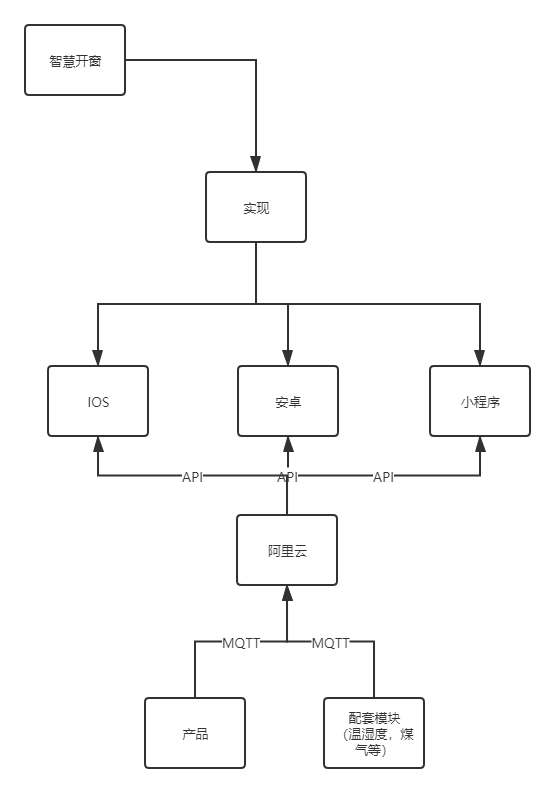 智慧开窗
实现
IOS
安卓
小程序
API
API
API
阿里云
MQTT
MQTT
产品
配套模块
（温湿度，煤
气等）